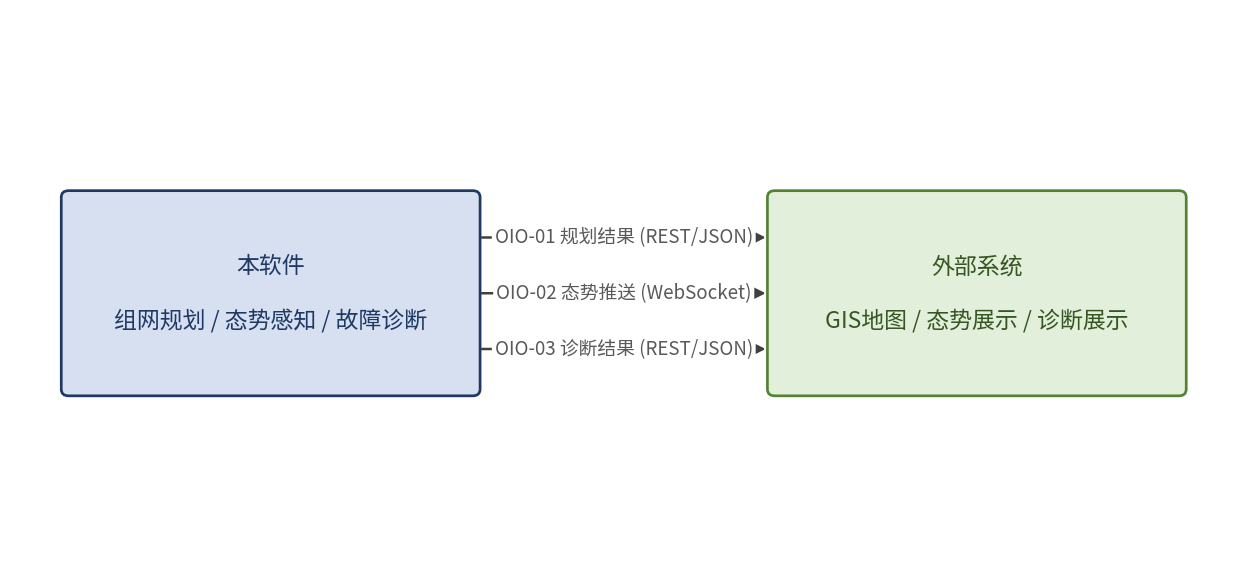 本软件
组网规划 / 态势感知 / 故障诊断
OIO-01 规划结果 (REST/JSON)
OIO-02 态势推送 (WebSocket)
OIO-03 诊断结果 (REST/JSON)
外部系统
GIS地图 / 态势展示 / 诊断展示